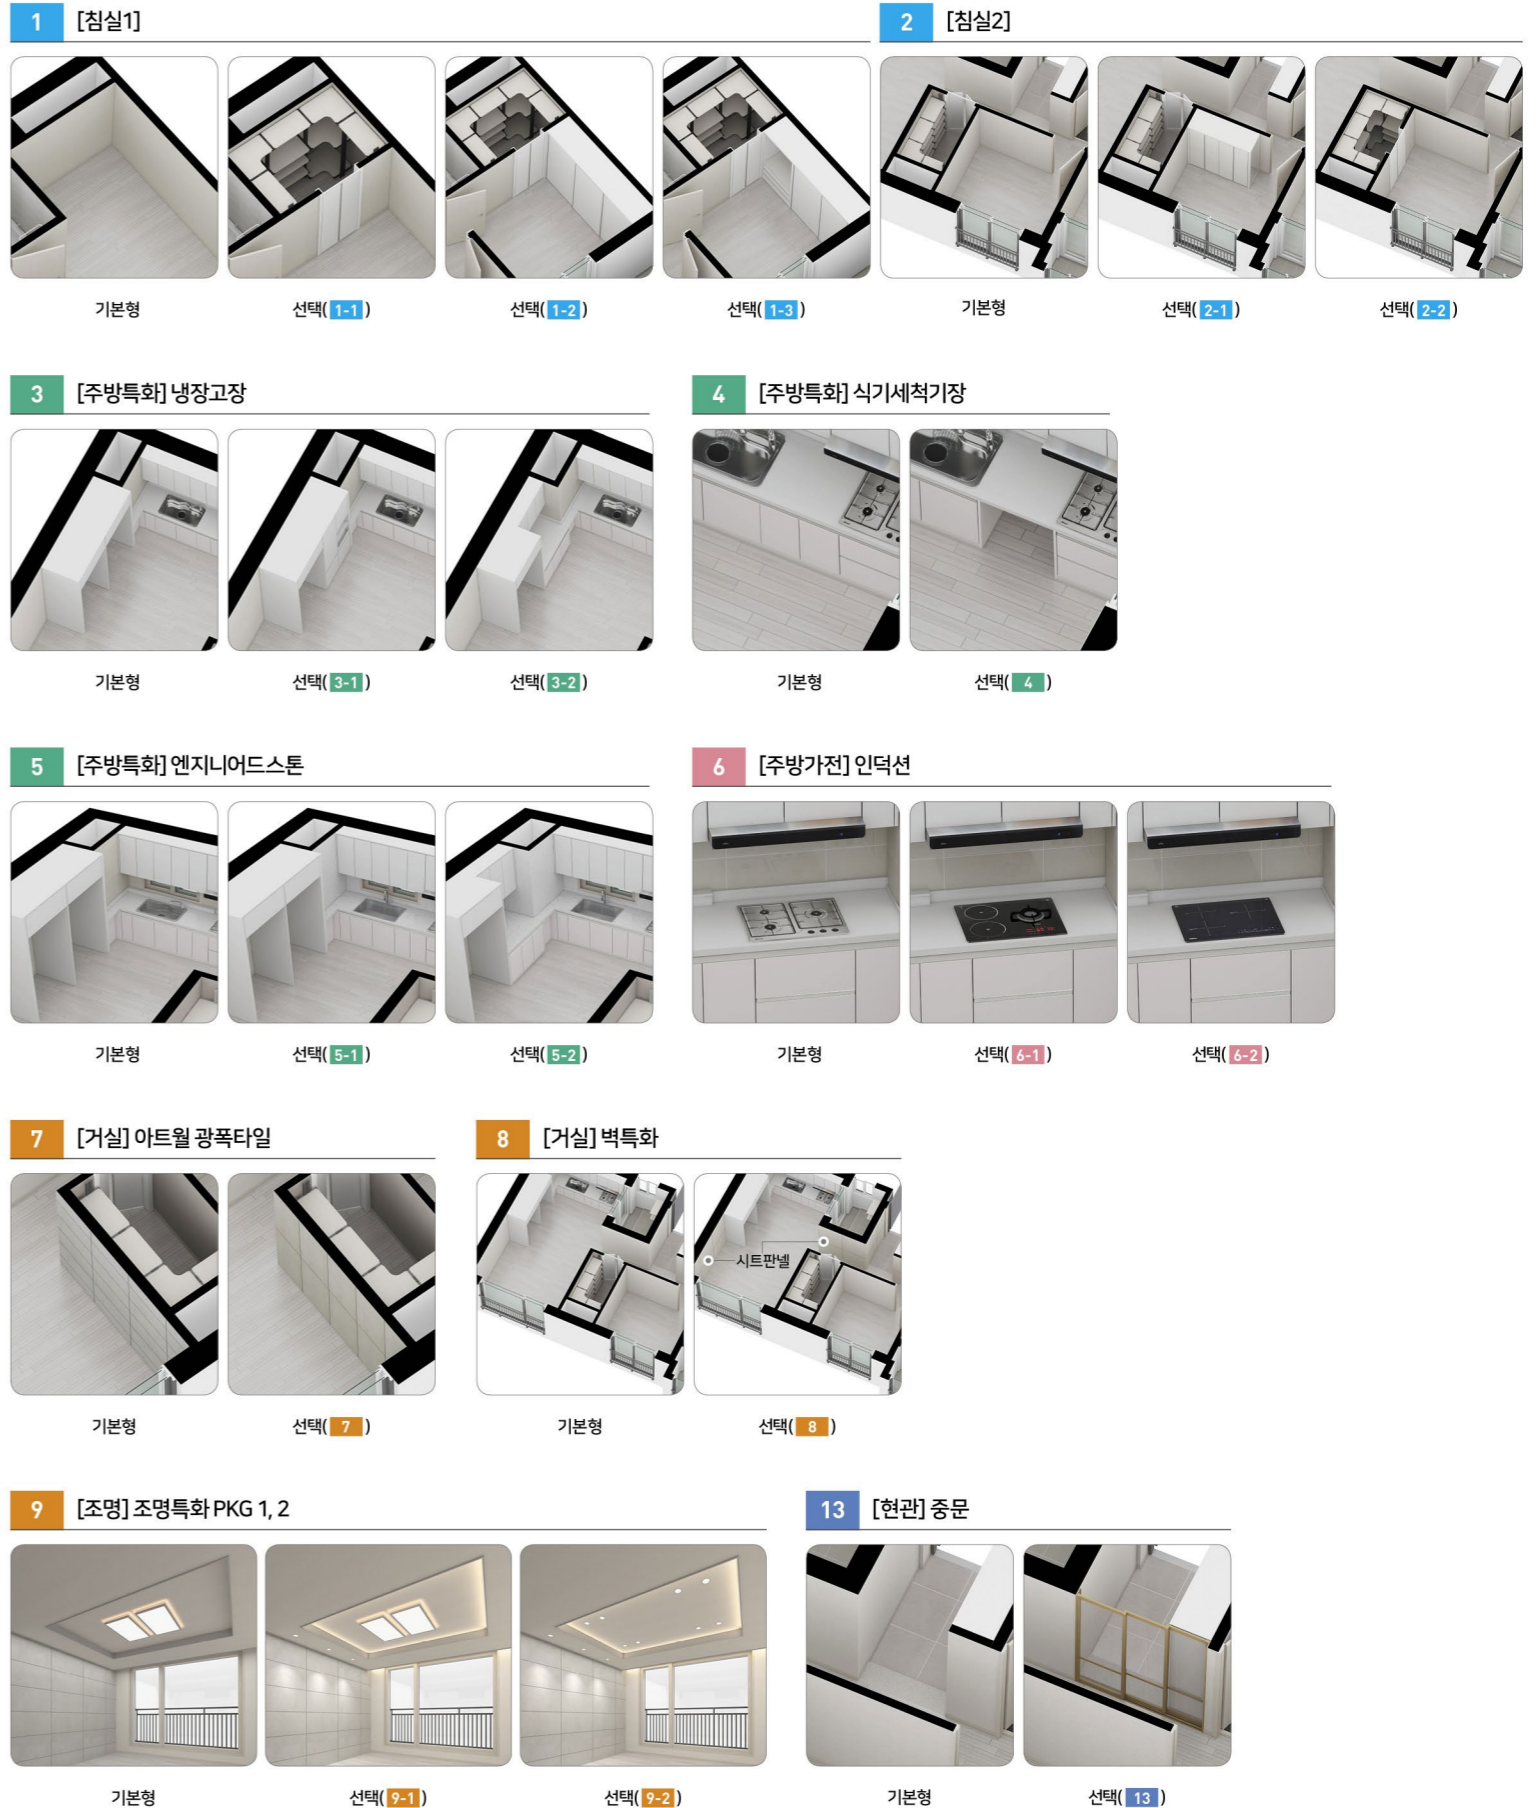 1 [침실1]
2 [침실2]
기본형
선택( 1-1 )
선택( 1-2 )
선택( 1-3 )
기본형
선택( 2-1 )
선택( 2-2 )
3 [주방특화] 냉장고장
4 [주방특화] 식기세척기장
기본형
선택( 3-1 )
선택( 3-2 )
기본형
선택( 4 )
5 [주방특화] 엔지니어드스톤
6 [주방가전] 인덕션
기본형
선택( 5-1 )
선택( 5-2 )
기본형
선택( 6-1 )
선택( 6-2 )
7 [거실] 아트월 광폭타일
8 [거실] 벽특화
시트판넬
기본형
선택( 7 )
기본형
선택( 8 )
9 [조명] 조명특화 PKG 1, 2
13 [현관] 중문
기본형
선택( 9-1 )
선택( 9-2 )
기본형
선택( 13 )